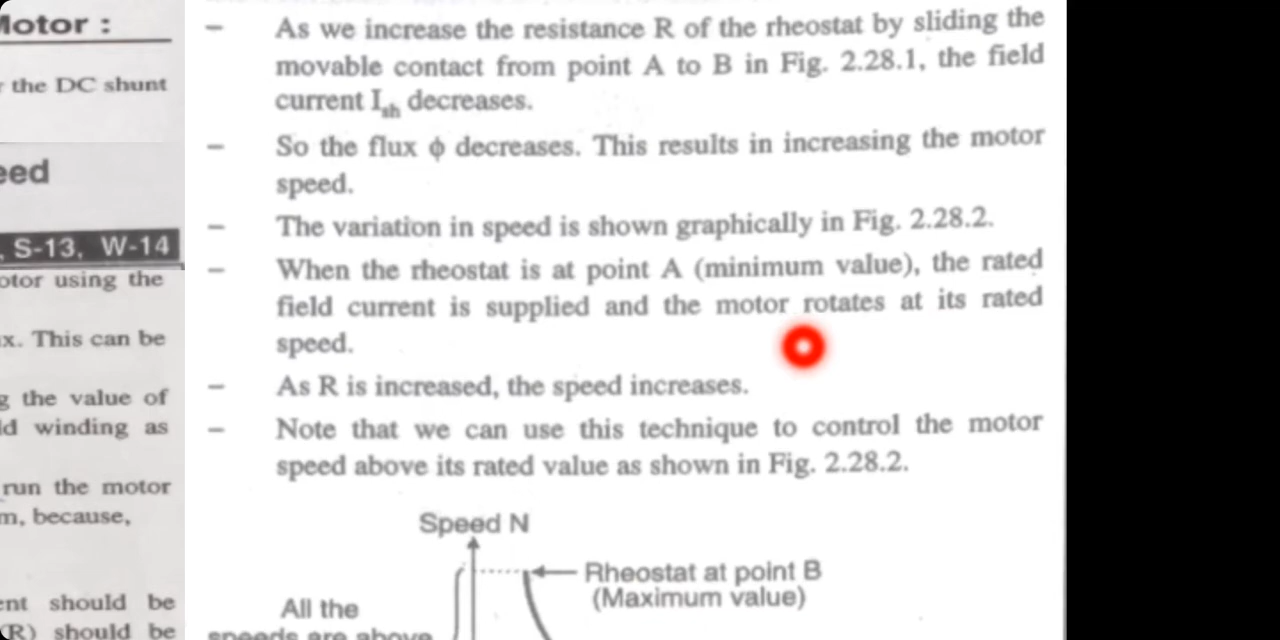 Motor :
the DC shunt
eed
, S-13, W-14
otor using the
x. This can be
g the value of
ld winding as
run the motor
m, because,
ent should be
(R) should be
– As we increase the resistance R of the rheostat by sliding the
movable contact from point A to B in Fig. 2.28.1, the field
current Ish decreases.
– So the flux ϕ decreases. This results in increasing the motor
speed.
– The variation in speed is shown graphically in Fig. 2.28.2.
– When the rheostat is at point A (minimum value), the rated
field current is supplied and the motor rotates at its rated
speed.
– As R is increased, the speed increases.
– Note that we can use this technique to control the motor
speed above its rated value as shown in Fig. 2.28.2.
Speed N
Rheostat at point B
(Maximum value)
All the
speeds are above